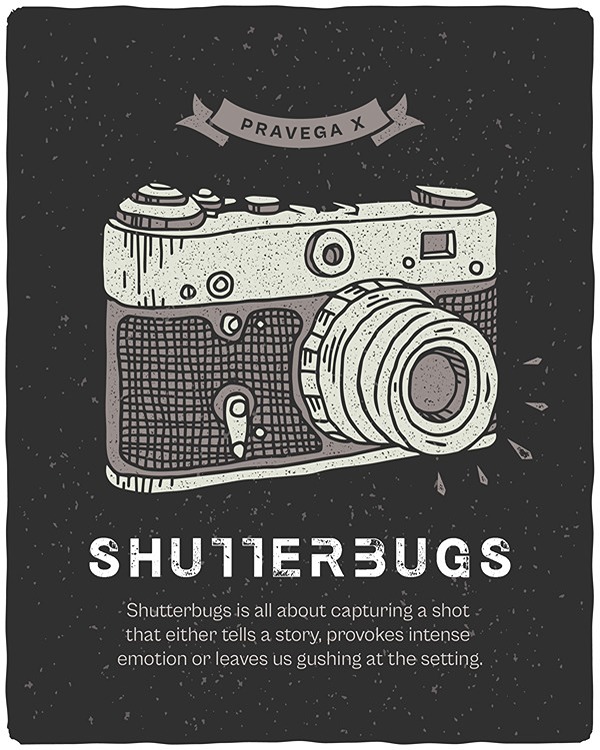 PRAVEGA X
SHUTTERBUGS
Shutterbugs is all about capturing a shot
that either tells a story, provokes intense
emotion or leaves us gushing at the setting.